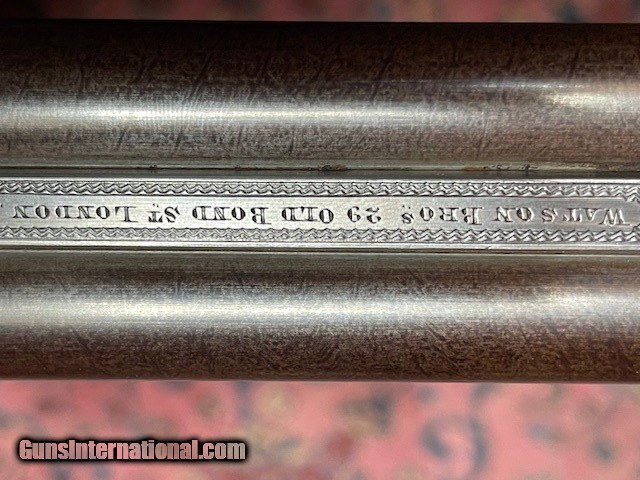 WATSON BROS. 29 OLD BOND ST. LONDON.
GunsInternational.com